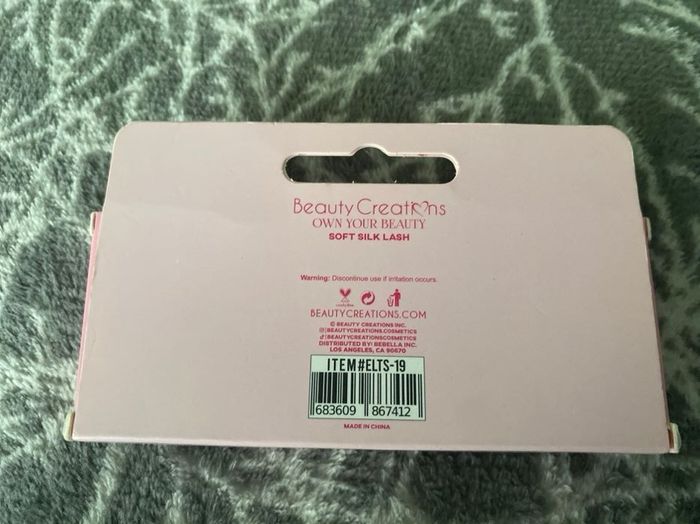 Beauty Creations
OWN YOUR BEAUTY
SOFT SILK LASH
Warning: Discontinue use if irritation occurs.
BEAUTYCREATIONS.COM
© BEAUTY CREATIONS INC.
BEAUTYCREATIONS.COSMETICS
BEAUTYCREATIONSCOSMETICS
DISTRIBUTED BY: BEBELLA INC.
LOS ANGELES, CA 90670
ITEM#ELTS-19
683609 867412
MADE IN CHINA